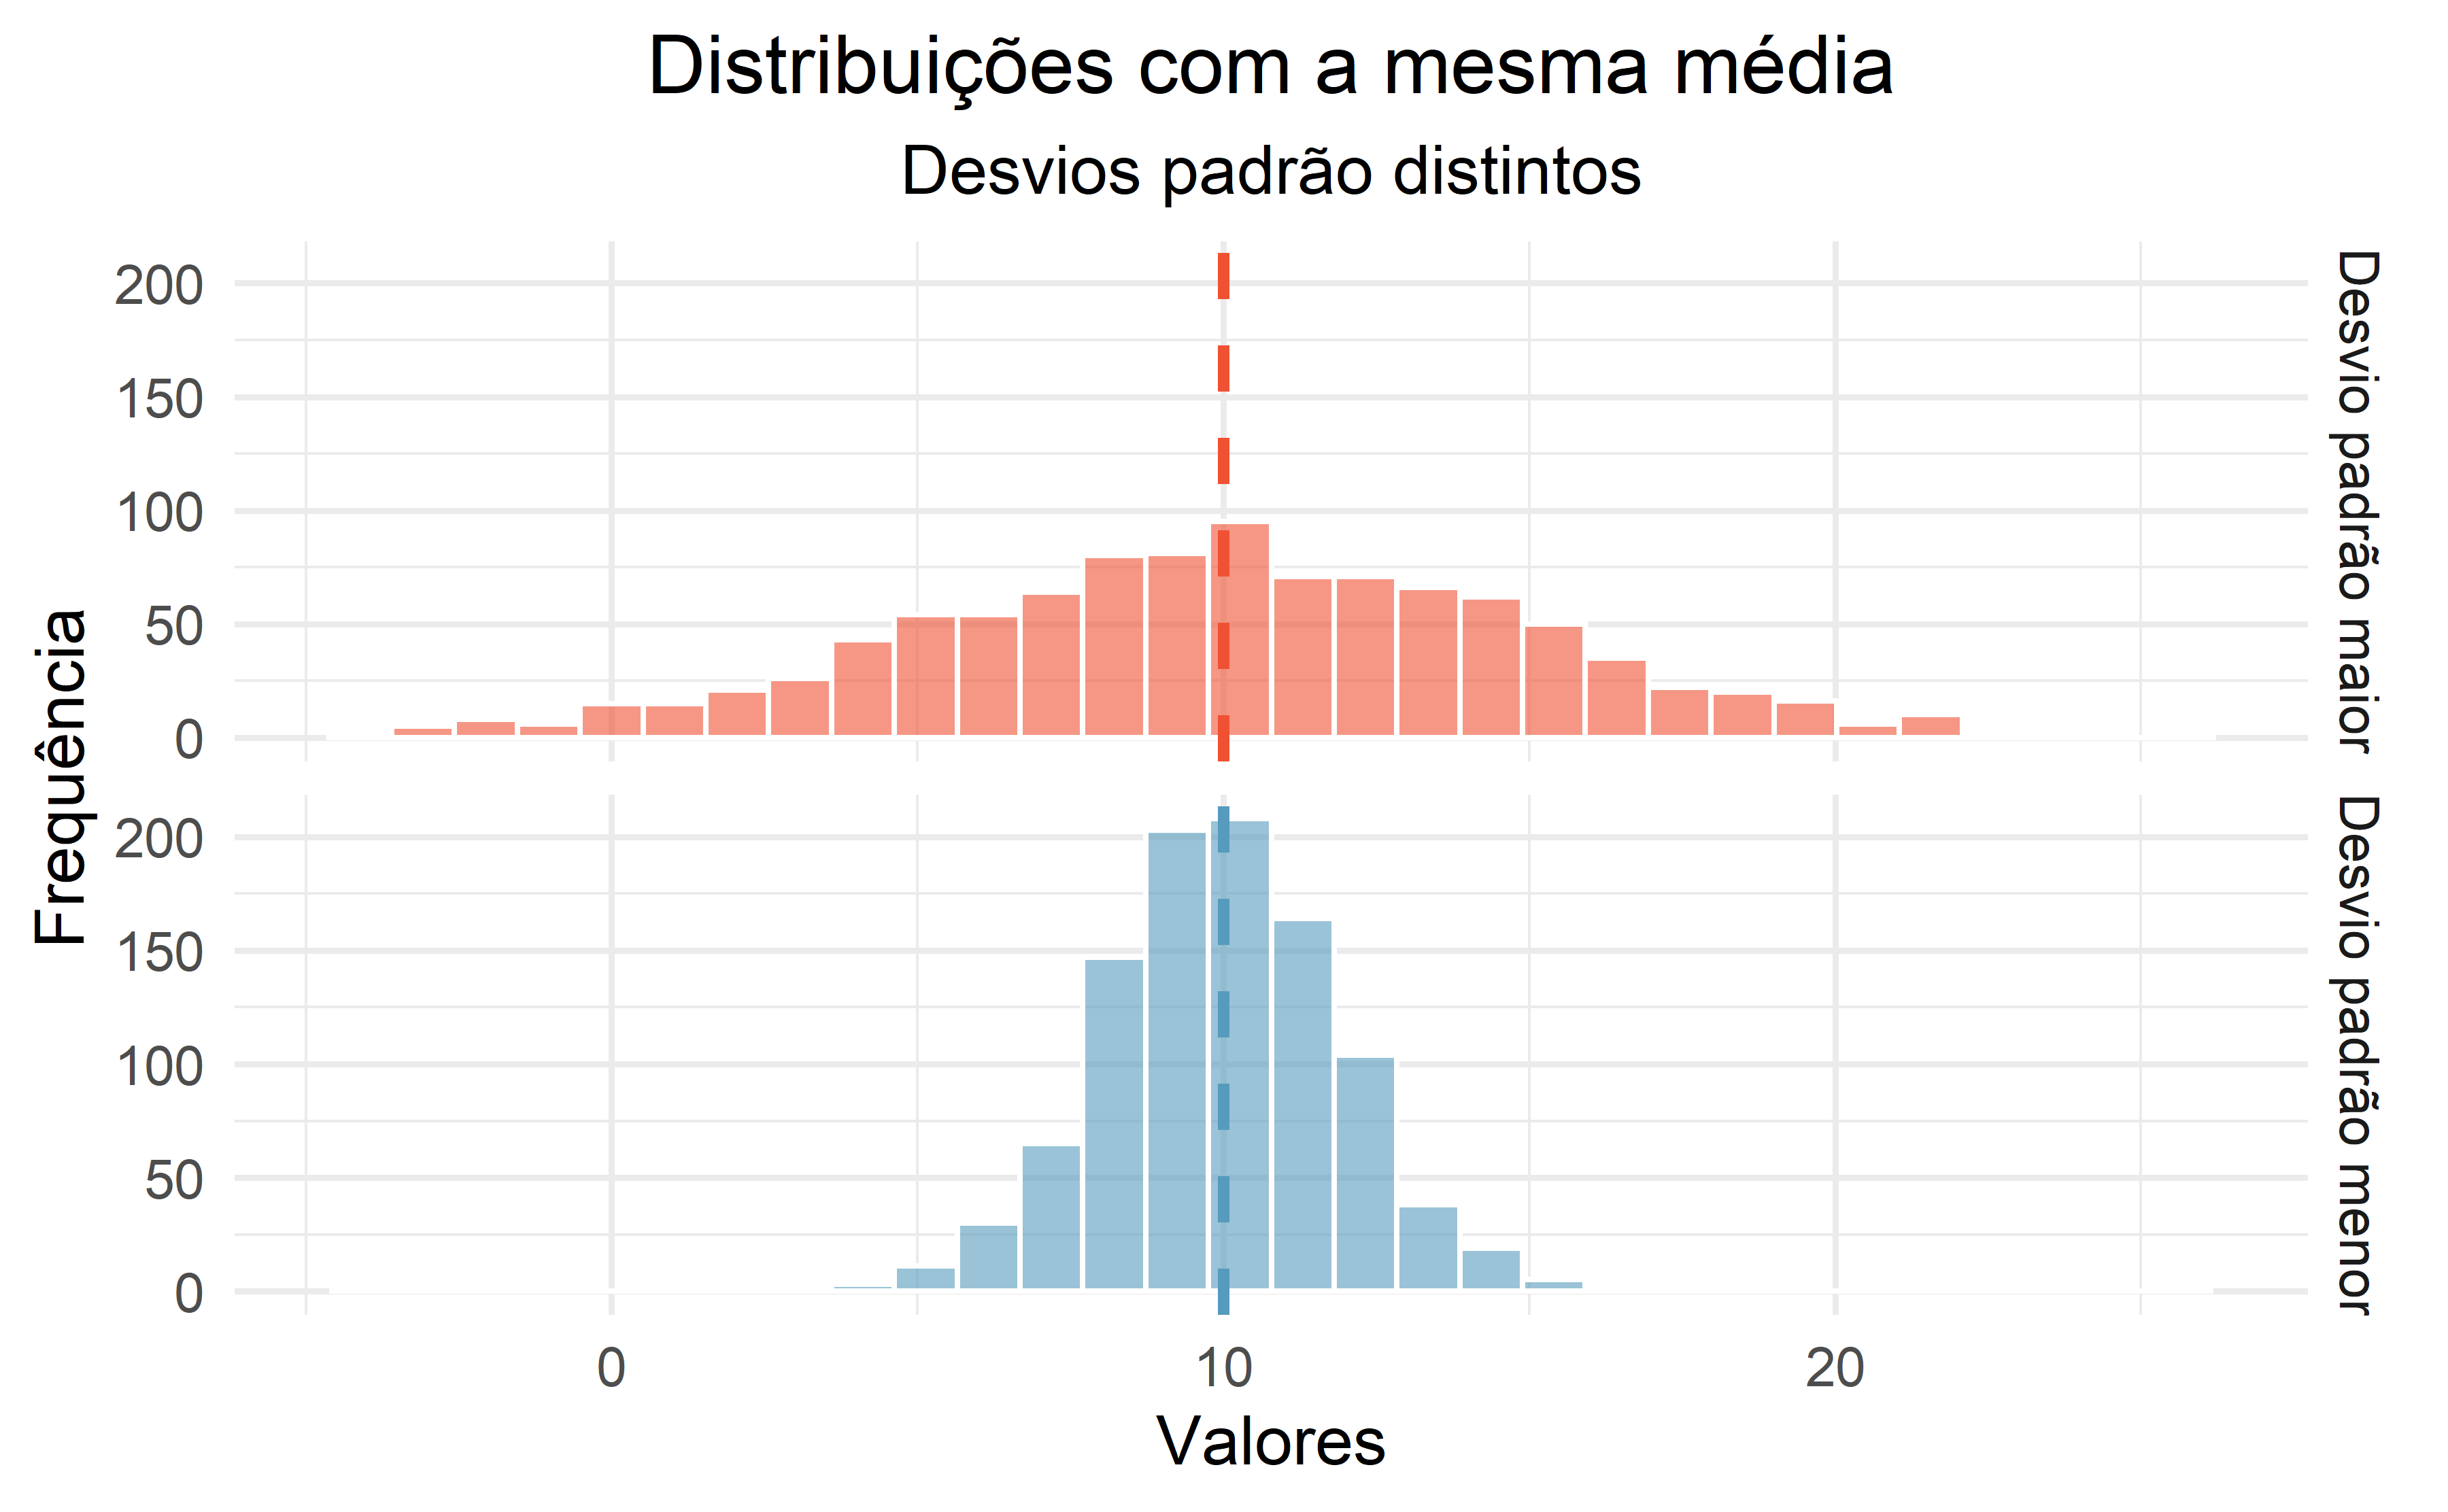 Distribuições com a mesma média
Desvios padrão distintos
Frequência
200
150
100
50
0
Desvio padrão maior
200
150
100
50
0
Desvio padrão menor
0 10 20
Valores